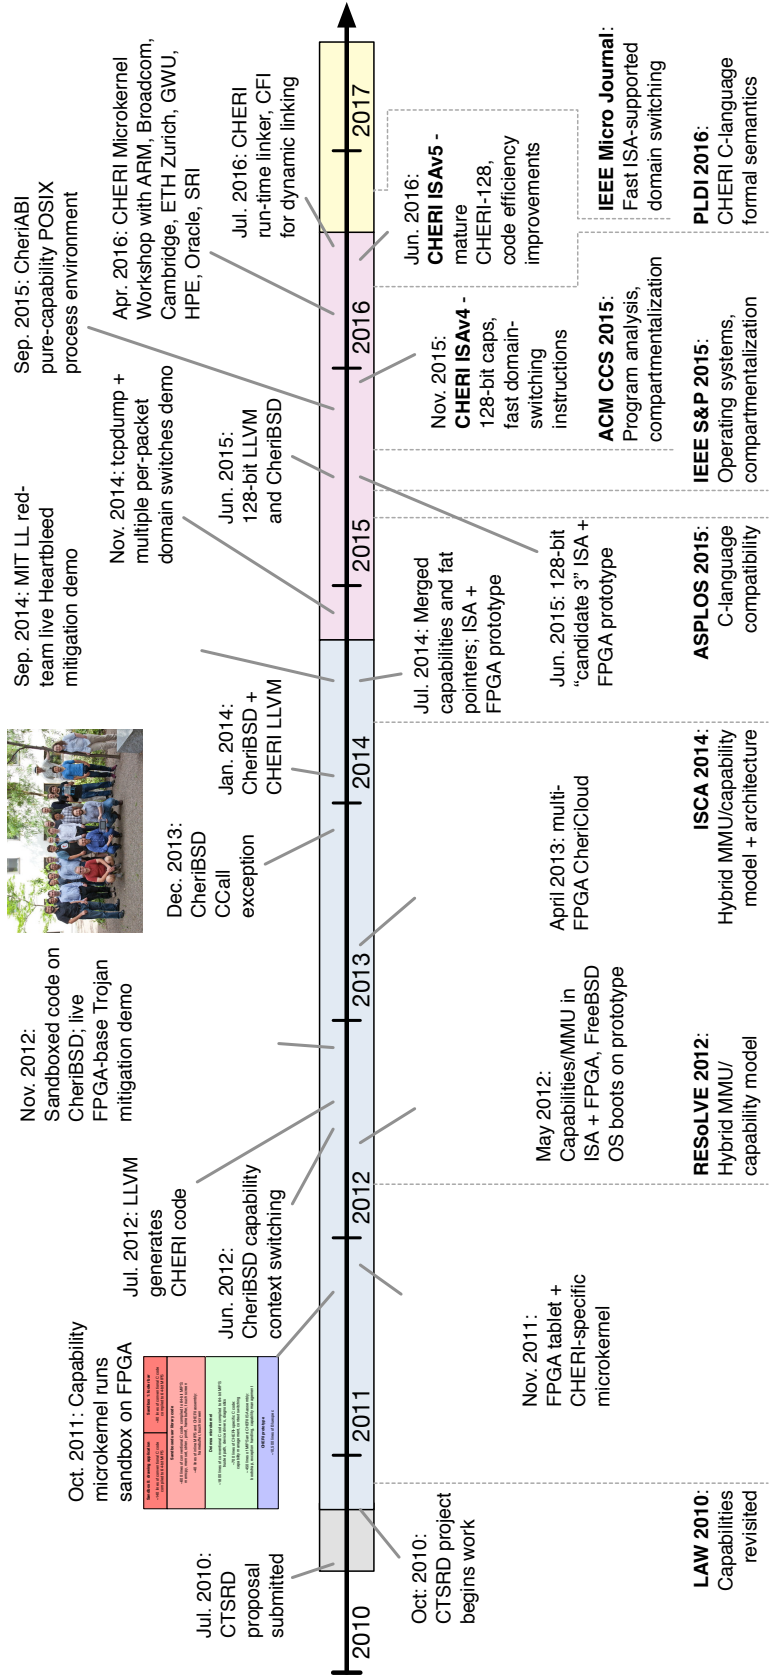 Jul. 2010:
CTSRD
proposal
submitted
Oct. 2011: Capability
microkernel runs
sandbox on FPGA
Jun. 2012:
CheriBSD capability
context switching
Jul. 2012: LLVM
generates
CHERI code
Nov. 2012:
Sandboxed code on
CheriBSD; live
FPGA-base Trojan
mitigation demo
Dec. 2013:
CheriBSD
CCall
exception
Jan. 2014:
CheriBSD +
CHERI LLVM
Sep. 2014: MIT LL red-
team live Heartbleed
mitigation demo
Nov. 2014: tcpdump +
multiple per-packet
domain switches demo
Jun. 2015:
128-bit LLVM
and CheriBSD
Sep. 2015: CheriABI
pure-capability POSIX
process environment
Apr. 2016: CHERI Microkernel
Workshop with ARM, Broadcom,
Cambridge, ETH Zurich, GWU,
HPE, Oracle, SRI
Jul. 2016: CHERI
run-time linker, CFI
for dynamic linking
2010
2011
2012
2013
2014
2015
2016
2017
Oct: 2010:
CTSRD project
begins work
Nov. 2011:
FPGA tablet +
CHERI-specific
microkernel
May 2012:
Capabilities/MMU in
ISA + FPGA, FreeBSD
OS boots on prototype
April 2013: multi-
FPGA CheriCloud
Jul. 2014: Merged
capabilities and fat
pointers; ISA +
FPGA prototype
Jun. 2015: 128-bit
“candidate 3” ISA +
FPGA prototype
Nov. 2015:
CHERI ISAv4 -
128-bit caps,
fast domain-
switching
instructions
Jun. 2016:
CHERI ISAv5 -
mature
CHERI-128,
code efficiency
improvements
LAW 2010:
Capabilities
revisited
RESoLVE 2012:
Hybrid MMU/
capability model
ISCA 2014:
Hybrid MMU/capability
model + architecture
ASPLOS 2015:
C-language
compatibility
IEEE S&P 2015:
Operating systems,
compartmentalization
ACM CCS 2015:
Program analysis,
compartmentalization
PLDI 2016:
CHERI C-language
formal semantics
IEEE Micro Journal:
Fast ISA-supported
domain switching